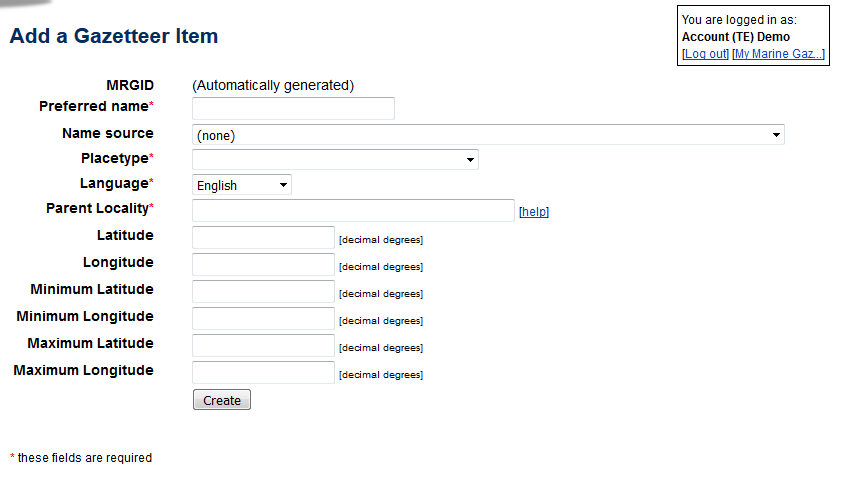 You are logged in as:
Account (TE) Demo
[Log out] [My Marine Gaz...]
Add a Gazetteer Item
MRGID (Automatically generated)
Preferred name*
Name source (none)
Placetype*
Language* English
Parent Locality* [help]
Latitude [decimal degrees]
Longitude [decimal degrees]
Minimum Latitude [decimal degrees]
Minimum Longitude [decimal degrees]
Maximum Latitude [decimal degrees]
Maximum Longitude [decimal degrees]
Create
* these fields are required